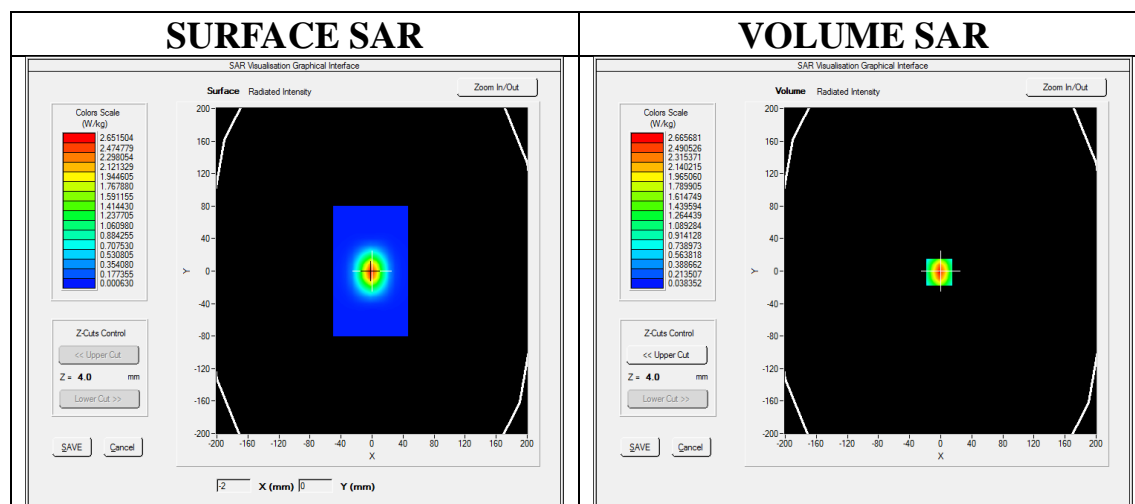 SURFACE SAR
VOLUME SAR
SAR Visualisation Graphical Interface
Surface Radiated Intensity
Zoom In/Out
Colors Scale
(W/kg)
2.651504
2.474779
2.298054
2.121329
1.944605
1.767880
1.591155
1.414430
1.237705
1.060980
0.884255
0.707530
0.530805
0.354080
0.177355
0.000630
200
160
120
80
40
0
-40
-80
-120
-160
-200
Y
-200 -160 -120 -80 -40 0 40 80 120 160 200
X
Z-Cuts Control
<< Upper Cut
Z = 4.0 mm
Lower Cut >>
SAVE Cancel
-2 X (mm) 0 Y (mm)
SAR Visualisation Graphical Interface
Volume Radiated Intensity
Zoom In/Out
Colors Scale
(W/kg)
2.665681
2.490526
2.315371
2.140215
1.965060
1.789905
1.614749
1.439594
1.264439
1.089284
0.914128
0.738973
0.563818
0.388662
0.213507
0.038352
200
160
120
80
40
0
-40
-80
-120
-160
-200
Y
-200 -160 -120 -80 -40 0 40 80 120 160 200
X
Z-Cuts Control
<< Upper Cut
Z = 4.0 mm
Lower Cut >>
SAVE Cancel